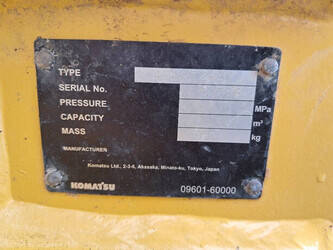 TYPE
SERIAL No.
PRESSURE MPa
CAPACITY m³
MASS kg
MANUFACTURER
Komatsu Ltd., 2-3-6, Akasaka, Minato-ku, Tokyo, Japan
KOMATSU 09601-60000